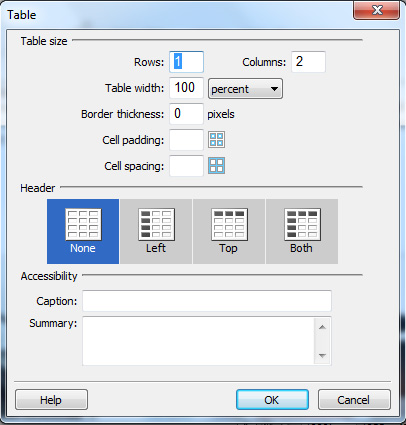 Table
Table size
Rows: 1 Columns: 2
Table width: 100 percent
Border thickness: 0 pixels
Cell padding:
Cell spacing:
Header
None Left Top Both
Accessibility
Caption:
Summary:
Help OK Cancel